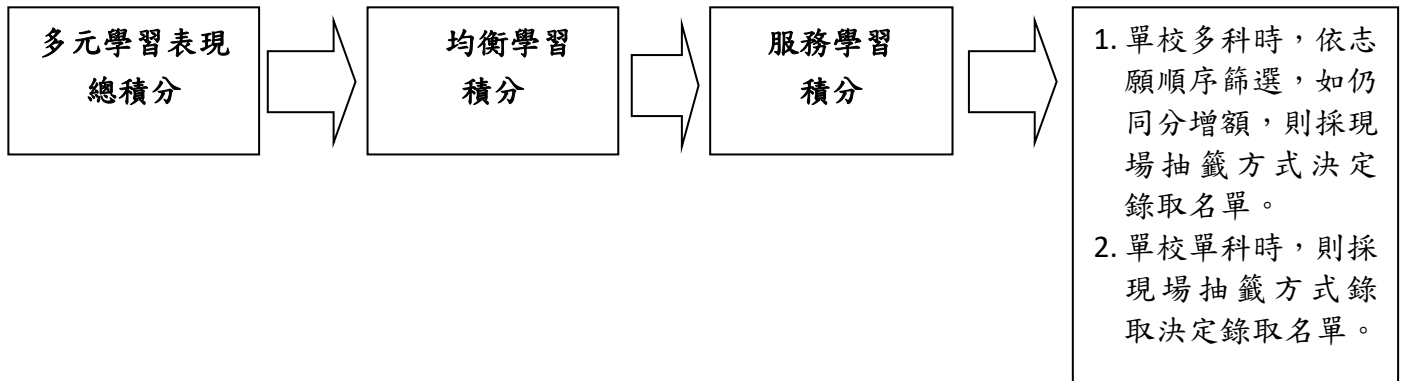 多元學習表現
總積分
均衡學習
積分
服務學習
積分
1. 單校多科時，依志
願順序篩選，如仍
同分增額，則採現
場抽籤方式決定
錄取名單。
2. 單校單科時，則採
現場抽籤方式錄
取決定錄取名單。